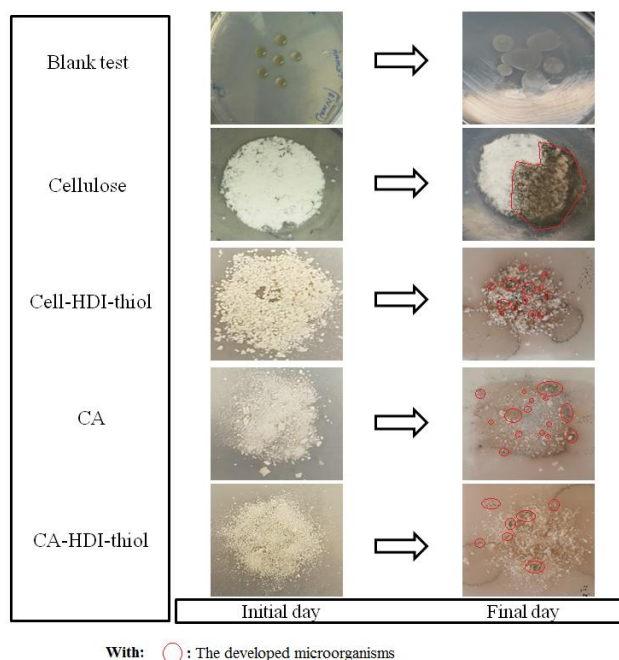 Blank test
Cellulose
Cell-HDI-thiol
CA
CA-HDI-thiol
Initial day
Final day
With: : The developed microorganisms